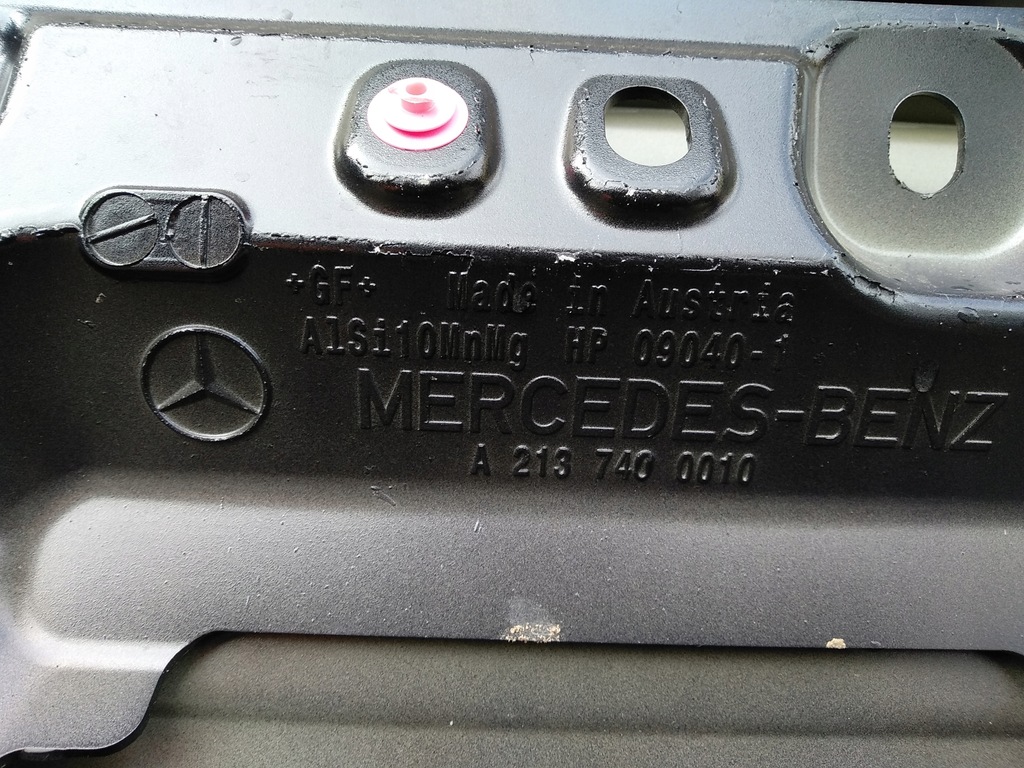 +GF+ Made in Austria
AlSi10MnMg HP 09040-1
MERCEDES-BENZ
A 213 740 0010